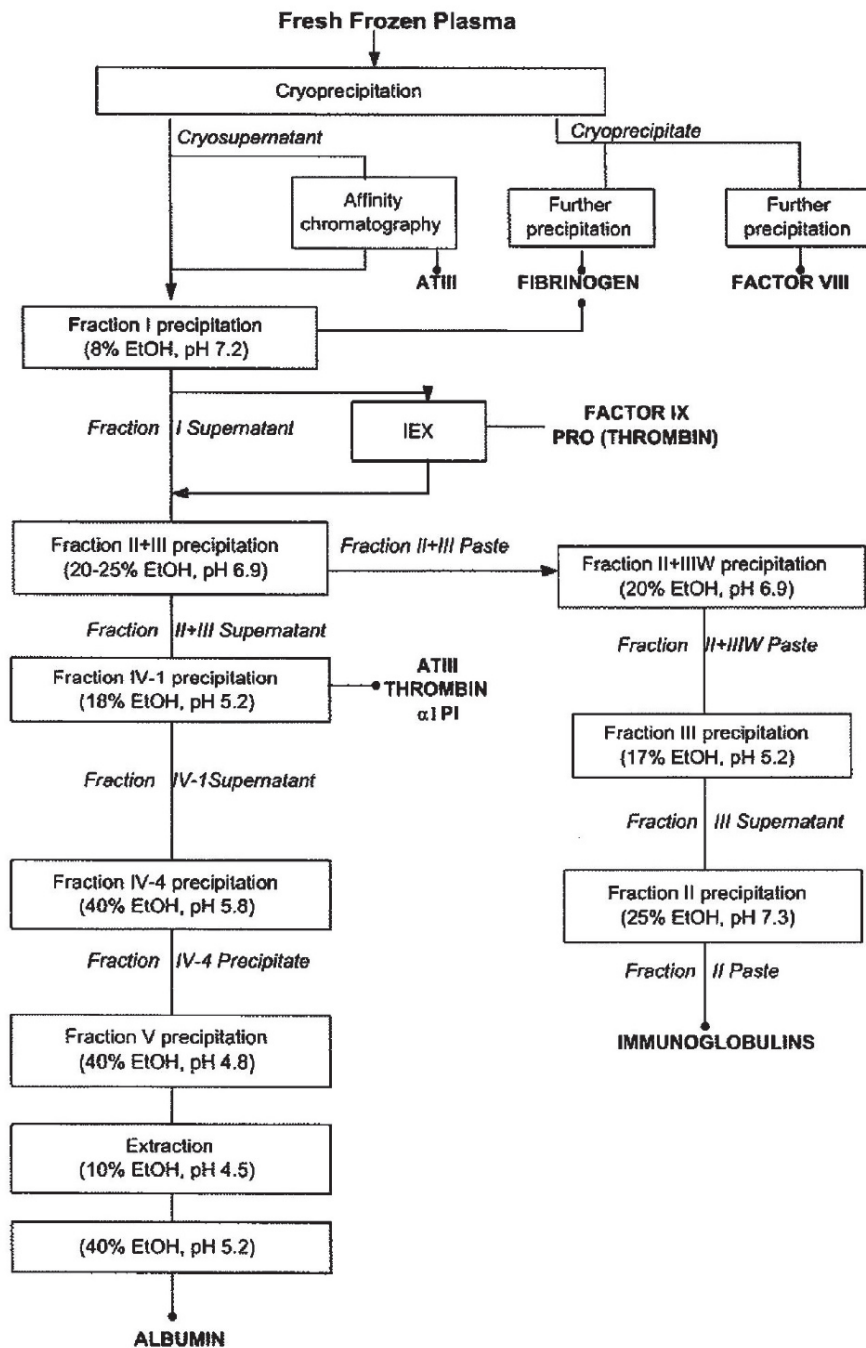 Fresh Frozen Plasma
Cryoprecipitation
Cryosupernatant
Cryoprecipitate
Affinity
chromatography
Further
precipitation
Further
precipitation
ATIII
FIBRINOGEN
FACTOR VIII
Fraction I precipitation
(8% EtOH, pH 7.2)
Fraction I Supernatant
IEX
FACTOR IX
PRO (THROMBIN)
Fraction II+III precipitation
(20-25% EtOH, pH 6.9)
Fraction II+III Paste
Fraction II+IIIW precipitation
(20% EtOH, pH 6.9)
Fraction II+III Supernatant
Fraction II+IIIW Paste
Fraction IV-1 precipitation
(18% EtOH, pH 5.2)
ATIII
THROMBIN
α1 PI
Fraction III precipitation
(17% EtOH, pH 5.2)
Fraction IV-1Supernatant
Fraction III Supernatant
Fraction IV-4 precipitation
(40% EtOH, pH 5.8)
Fraction II precipitation
(25% EtOH, pH 7.3)
Fraction IV-4 Precipitate
Fraction II Paste
Fraction V precipitation
(40% EtOH, pH 4.8)
IMMUNOGLOBULINS
Extraction
(10% EtOH, pH 4.5)
(40% EtOH, pH 5.2)
ALBUMIN